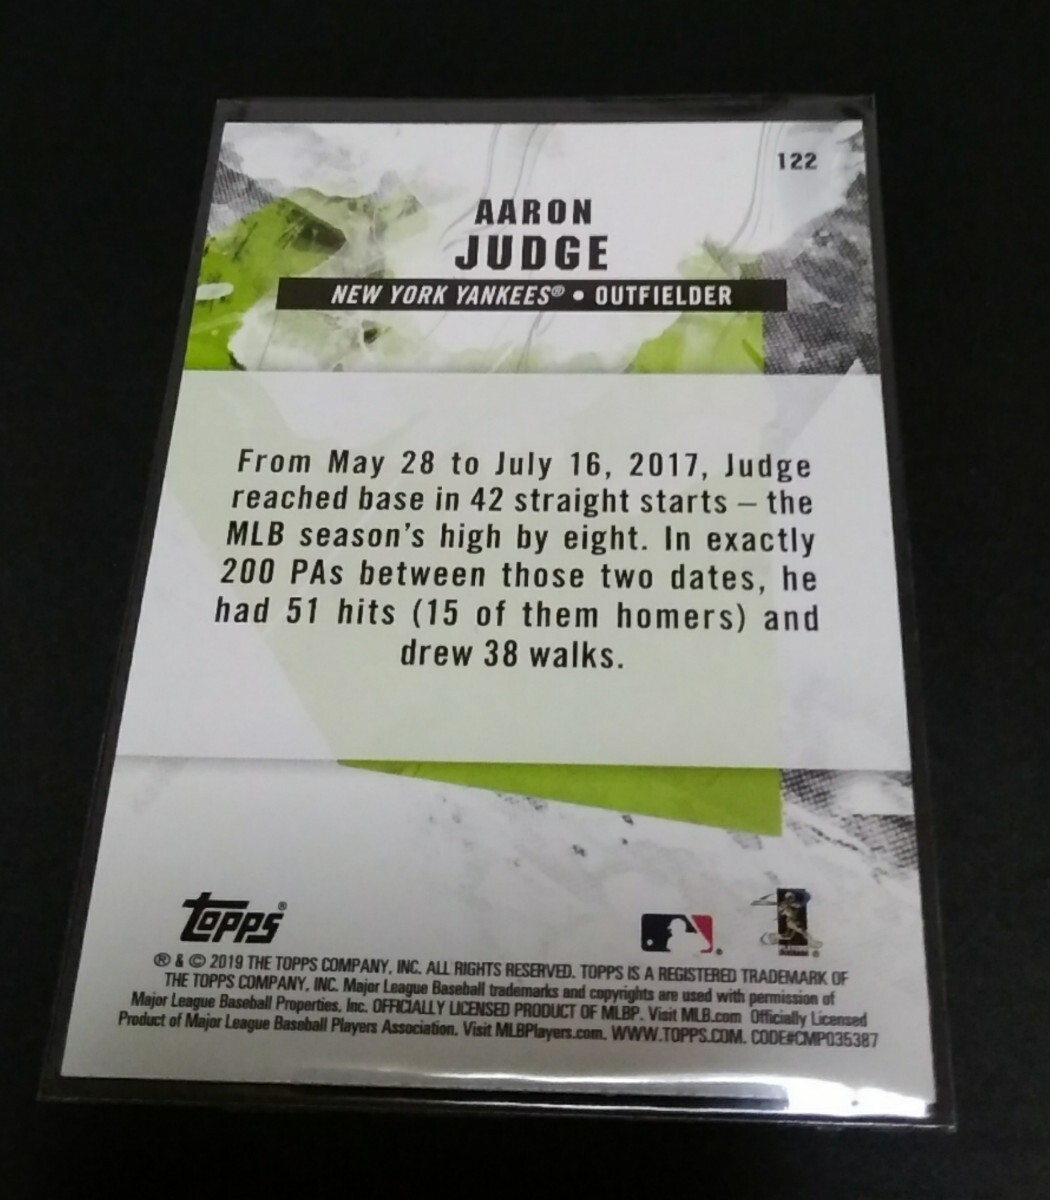 122
AARON
JUDGE
NEW YORK YANKEES® • OUTFIELDER
From May 28 to July 16, 2017, Judge
reached base in 42 straight starts – the
MLB season's high by eight. In exactly
200 PAs between those two dates, he
had 51 hits (15 of them homers) and
drew 38 walks.
topps®
® & © 2019 THE TOPPS COMPANY, INC. ALL RIGHTS RESERVED. TOPPS IS A REGISTERED TRADEMARK OF
THE TOPPS COMPANY, INC. Major League Baseball trademarks and copyrights are used with permission of
Major League Baseball Properties, Inc. OFFICIALLY LICENSED PRODUCT OF MLBP. Visit MLB.com Officially Licensed
Product of Major League Baseball Players Association. Visit MLBPlayers.com. WWW.TOPPS.COM. CODE#CMP035387